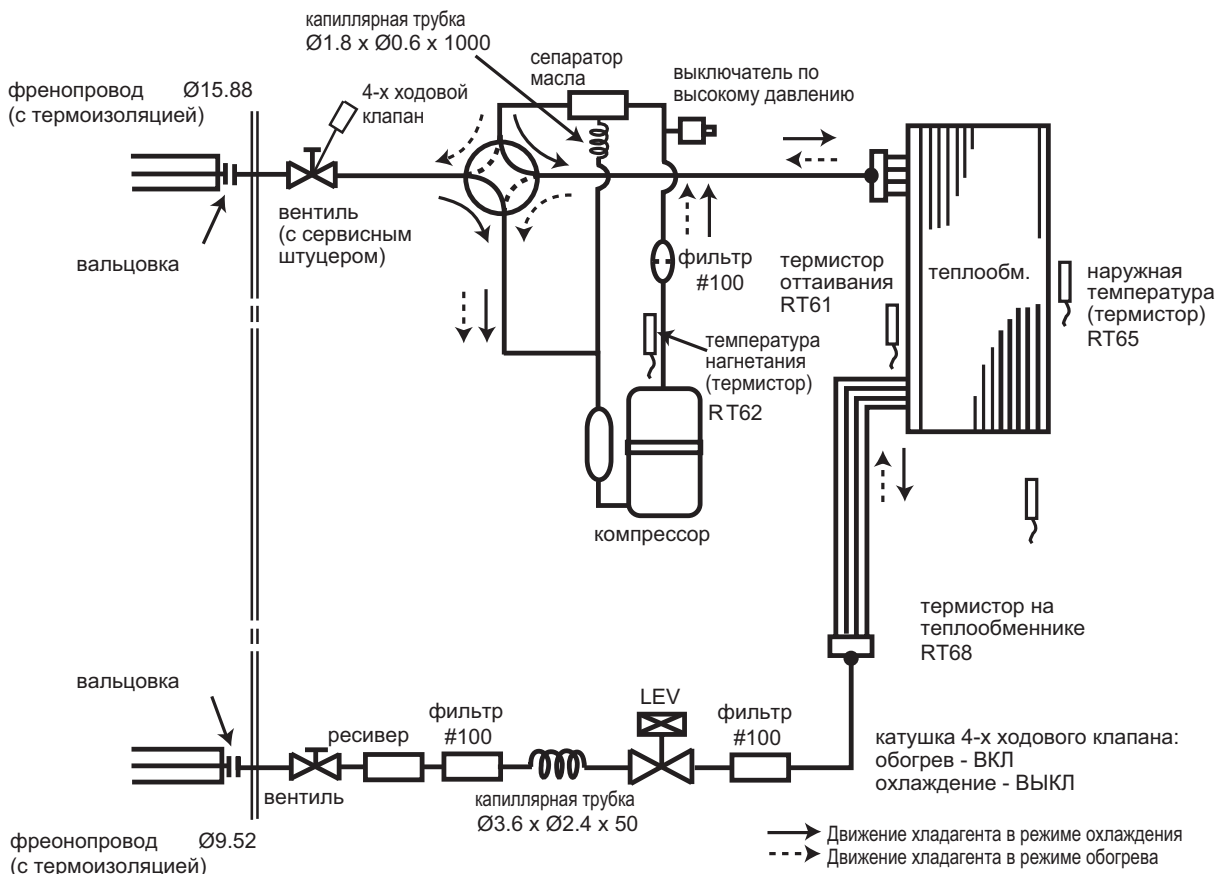 капиллярная трубка
Ø1.8 x Ø0.6 x 1000
сепаратор
масла
выключатель по
высокому давлению
френопровод Ø15.88
(с термоизоляцией)
4-х ходовой
клапан
вальцовка
вентиль
(с сервисным
штуцером)
фильтр
#100
термистор
оттаивания
RT61
теплообм.
наружная
температура
(термистор)
RT65
температура
нагнетания
(термистор)
RT62
компрессор
термистор на
теплообменнике
RT68
вальцовка
ресивер
фильтр
#100
LEV
фильтр
#100
катушка 4-х ходового клапана:
обогрев - ВКЛ
охлаждение - ВЫКЛ
вентиль
капиллярная трубка
Ø3.6 x Ø2.4 x 50
фреонопровод Ø9.52
(с термоизоляцией)
Движение хладагента в режиме охлаждения
Движение хладагента в режиме обогрева